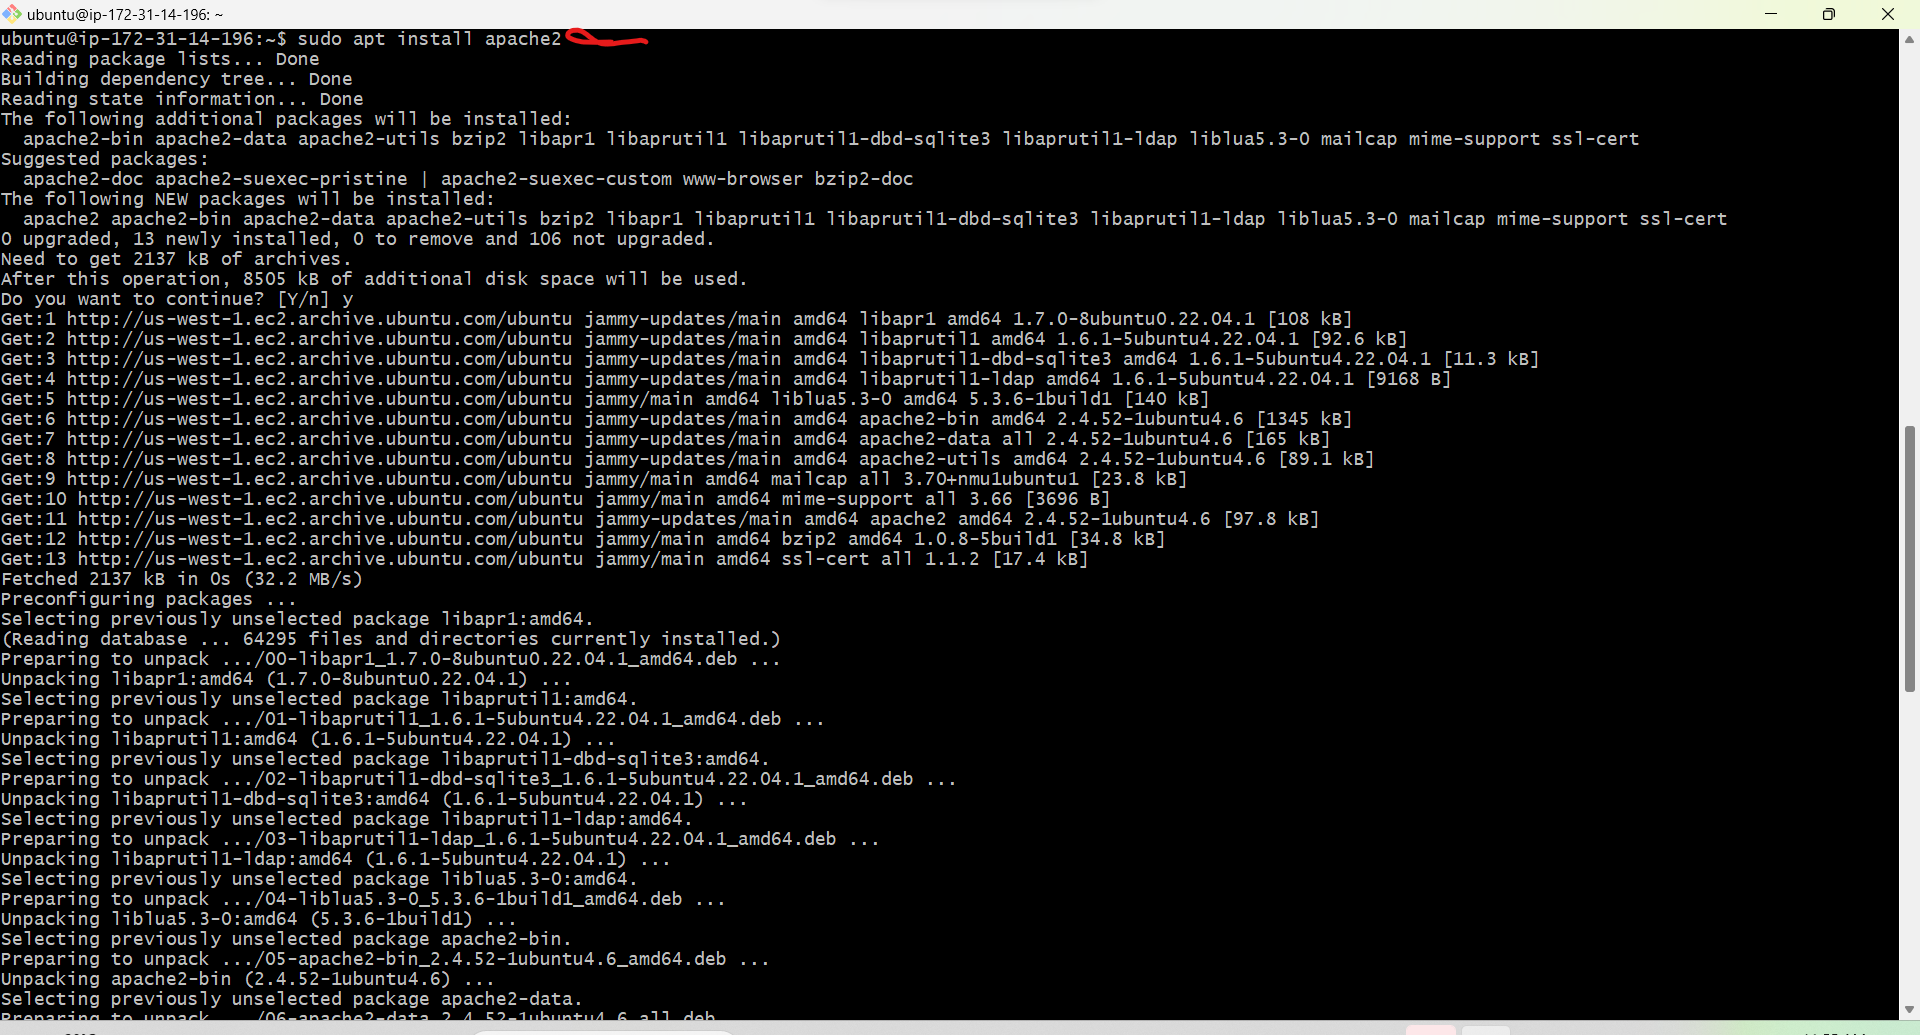 ubuntu@ip-172-31-14-196: ~
ubuntu@ip-172-31-14-196:~$ sudo apt install apache2
Reading package lists... Done
Building dependency tree... Done
Reading state information... Done
The following additional packages will be installed:
  apache2-bin apache2-data apache2-utils bzip2 libapr1 libaprutil1 libaprutil1-dbd-sqlite3 libaprutil1-ldap liblua5.3-0 mailcap mime-support ssl-cert
Suggested packages:
  apache2-doc apache2-suexec-pristine | apache2-suexec-custom www-browser bzip2-doc
The following NEW packages will be installed:
  apache2 apache2-bin apache2-data apache2-utils bzip2 libapr1 libaprutil1 libaprutil1-dbd-sqlite3 libaprutil1-ldap liblua5.3-0 mailcap mime-support ssl-cert
0 upgraded, 13 newly installed, 0 to remove and 106 not upgraded.
Need to get 2137 kB of archives.
After this operation, 8505 kB of additional disk space will be used.
Do you want to continue? [Y/n] y
Get:1 http://us-west-1.ec2.archive.ubuntu.com/ubuntu jammy-updates/main amd64 libapr1 amd64 1.7.0-8ubuntu0.22.04.1 [108 kB]
Get:2 http://us-west-1.ec2.archive.ubuntu.com/ubuntu jammy-updates/main amd64 libaprutil1 amd64 1.6.1-5ubuntu4.22.04.1 [92.6 kB]
Get:3 http://us-west-1.ec2.archive.ubuntu.com/ubuntu jammy-updates/main amd64 libaprutil1-dbd-sqlite3 amd64 1.6.1-5ubuntu4.22.04.1 [11.3 kB]
Get:4 http://us-west-1.ec2.archive.ubuntu.com/ubuntu jammy-updates/main amd64 libaprutil1-ldap amd64 1.6.1-5ubuntu4.22.04.1 [9168 B]
Get:5 http://us-west-1.ec2.archive.ubuntu.com/ubuntu jammy/main amd64 liblua5.3-0 amd64 5.3.6-1build1 [140 kB]
Get:6 http://us-west-1.ec2.archive.ubuntu.com/ubuntu jammy-updates/main amd64 apache2-bin amd64 2.4.52-1ubuntu4.6 [1345 kB]
Get:7 http://us-west-1.ec2.archive.ubuntu.com/ubuntu jammy-updates/main amd64 apache2-data all 2.4.52-1ubuntu4.6 [165 kB]
Get:8 http://us-west-1.ec2.archive.ubuntu.com/ubuntu jammy-updates/main amd64 apache2-utils amd64 2.4.52-1ubuntu4.6 [89.1 kB]
Get:9 http://us-west-1.ec2.archive.ubuntu.com/ubuntu jammy/main amd64 mailcap all 3.70+nmu1ubuntu1 [23.8 kB]
Get:10 http://us-west-1.ec2.archive.ubuntu.com/ubuntu jammy/main amd64 mime-support all 3.66 [3696 B]
Get:11 http://us-west-1.ec2.archive.ubuntu.com/ubuntu jammy-updates/main amd64 apache2 amd64 2.4.52-1ubuntu4.6 [97.8 kB]
Get:12 http://us-west-1.ec2.archive.ubuntu.com/ubuntu jammy/main amd64 bzip2 amd64 1.0.8-5build1 [34.8 kB]
Get:13 http://us-west-1.ec2.archive.ubuntu.com/ubuntu jammy/main amd64 ssl-cert all 1.1.2 [17.4 kB]
Fetched 2137 kB in 0s (32.2 MB/s)
Preconfiguring packages ...
Selecting previously unselected package libapr1:amd64.
(Reading database ... 64295 files and directories currently installed.)
Preparing to unpack .../00-libapr1_1.7.0-8ubuntu0.22.04.1_amd64.deb ...
Unpacking libapr1:amd64 (1.7.0-8ubuntu0.22.04.1) ...
Selecting previously unselected package libaprutil1:amd64.
Preparing to unpack .../01-libaprutil1_1.6.1-5ubuntu4.22.04.1_amd64.deb ...
Unpacking libaprutil1:amd64 (1.6.1-5ubuntu4.22.04.1) ...
Selecting previously unselected package libaprutil1-dbd-sqlite3:amd64.
Preparing to unpack .../02-libaprutil1-dbd-sqlite3_1.6.1-5ubuntu4.22.04.1_amd64.deb ...
Unpacking libaprutil1-dbd-sqlite3:amd64 (1.6.1-5ubuntu4.22.04.1) ...
Selecting previously unselected package libaprutil1-ldap:amd64.
Preparing to unpack .../03-libaprutil1-ldap_1.6.1-5ubuntu4.22.04.1_amd64.deb ...
Unpacking libaprutil1-ldap:amd64 (1.6.1-5ubuntu4.22.04.1) ...
Selecting previously unselected package liblua5.3-0:amd64.
Preparing to unpack .../04-liblua5.3-0_5.3.6-1build1_amd64.deb ...
Unpacking liblua5.3-0:amd64 (5.3.6-1build1) ...
Selecting previously unselected package apache2-bin.
Preparing to unpack .../05-apache2-bin_2.4.52-1ubuntu4.6_amd64.deb ...
Unpacking apache2-bin (2.4.52-1ubuntu4.6) ...
Selecting previously unselected package apache2-data.
Preparing to unpack .../06-apache2-data_2.4.52-1ubuntu4.6_all.deb ...